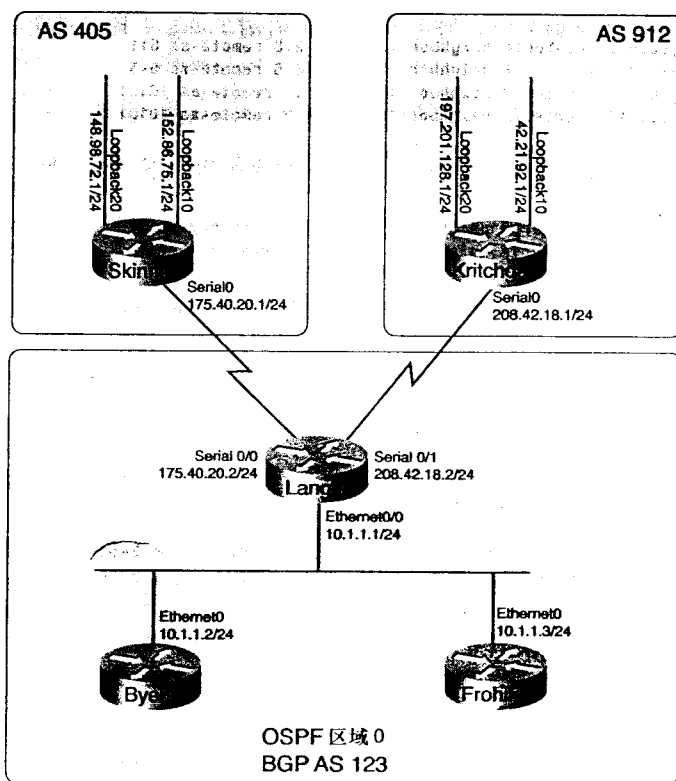 AS 405
AS 912
148.98.72.1/24
Loopback20
152.86.75.1/24
Loopback10
197.201.128.1/24
Loopback20
42.21.92.1/24
Loopback10
Serial0
175.40.20.1/24
Serial0
208.42.18.1/24
Serial 0/0
175.40.20.2/24
Serial 0/1
208.42.18.2/24
Lang
Ethernet0/0
10.1.1.1/24
Ethernet0
10.1.1.2/24
Ethernet0
10.1.1.3/24
OSPF 区域 0
BGP AS 123